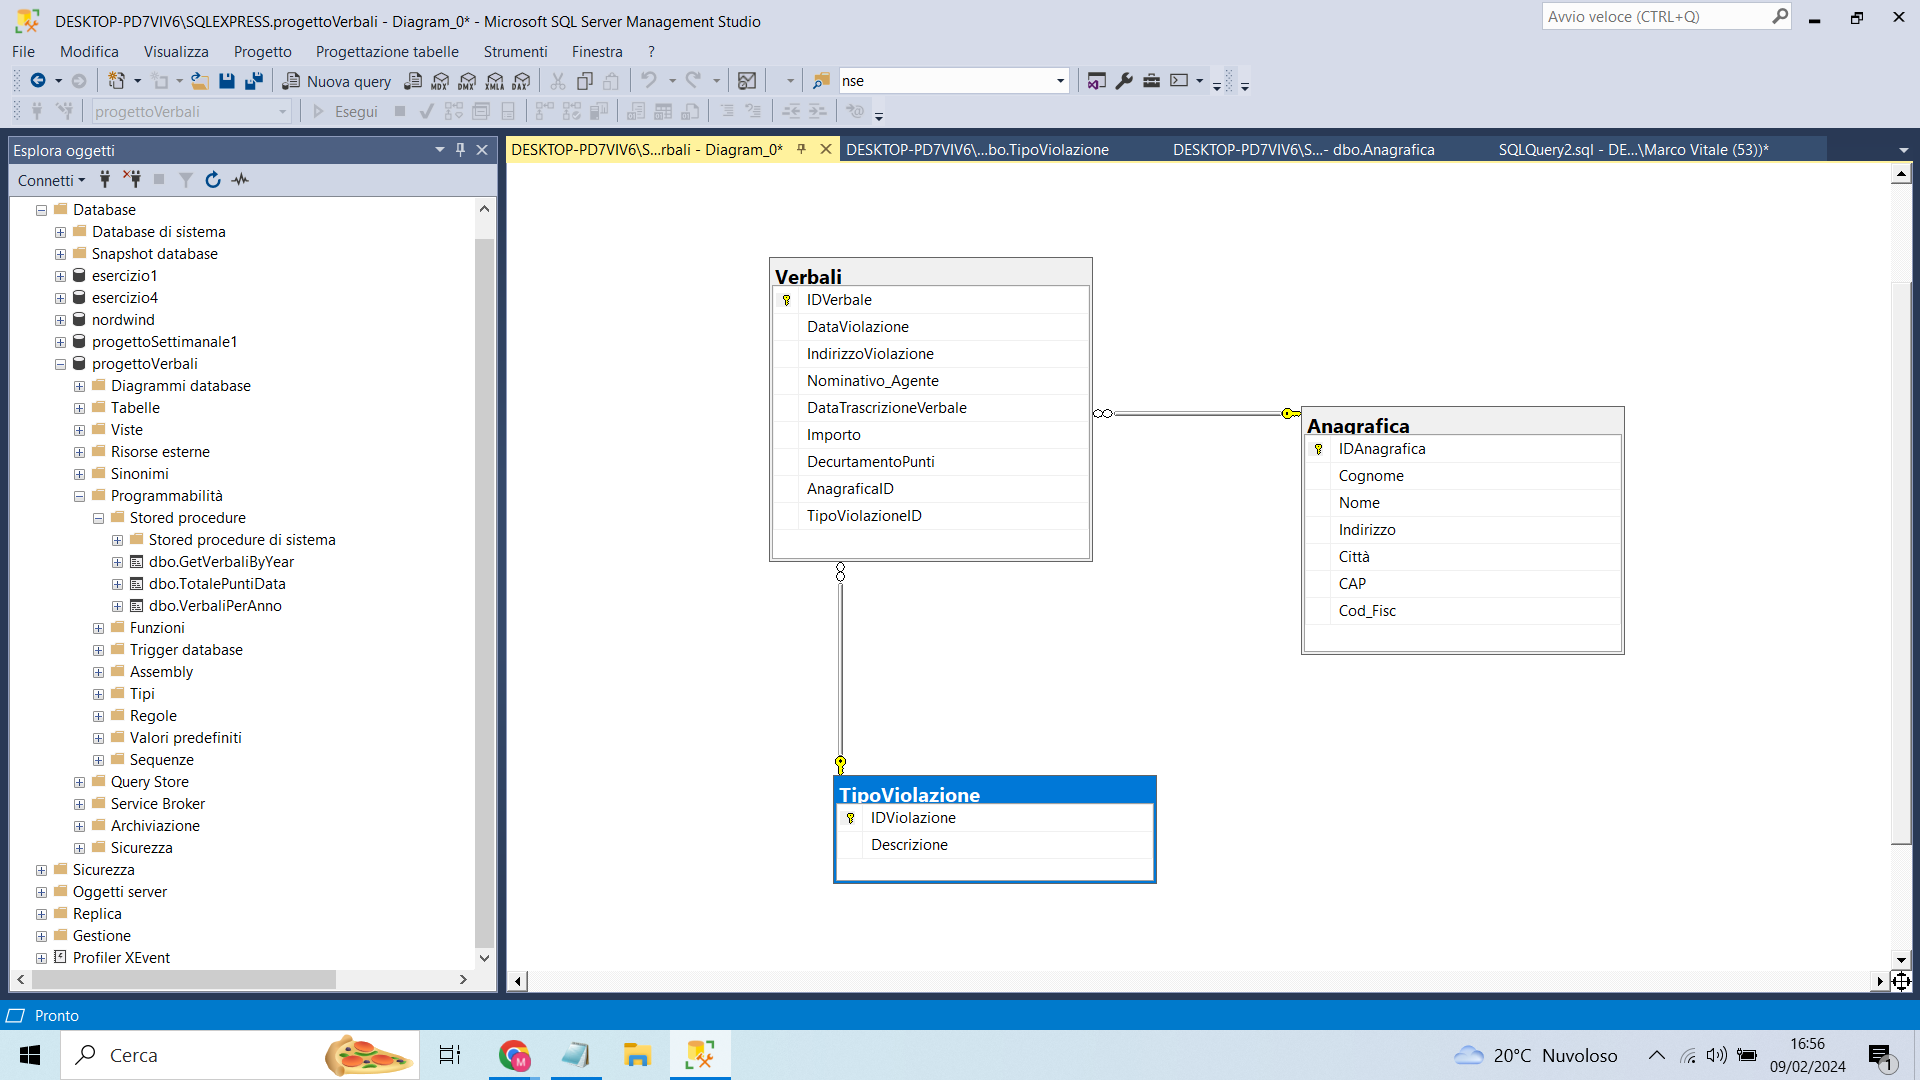 DESKTOP-PD7VIV6\SQLEXPRESS.progettoVerbali - Diagram_0* - Microsoft SQL Server Management Studio
Avvio veloce (CTRL+Q)
File Modifica Visualizza Progetto Progettazione tabelle Strumenti Finestra ?
Nuova query MDX DMX XMLA DAX nse
progettoVerbali Esegui
Esplora oggetti
DESKTOP-PD7VIV6\S...rbali - Diagram_0* DESKTOP-PD7VIV6\...bo.TipoViolazione DESKTOP-PD7VIV6\S...- dbo.Anagrafica SQLQuery2.sql - DE...\Marco Vitale (53))*
Connetti
Database
Database di sistema
Snapshot database
esercizio1
esercizio4
nordwind
progettoSettimanale1
progettoVerbali
Diagrammi database
Tabelle
Viste
Risorse esterne
Sinonimi
Programmabilità
Stored procedure
Stored procedure di sistema
dbo.GetVerbaliByYear
dbo.TotalePuntiData
dbo.VerbaliPerAnno
Funzioni
Trigger database
Assembly
Tipi
Regole
Valori predefiniti
Sequenze
Query Store
Service Broker
Archiviazione
Sicurezza
Sicurezza
Oggetti server
Replica
Gestione
Profiler XEvent
Verbali
IDVerbale
DataViolazione
IndirizzoViolazione
Nominativo_Agente
DataTrascrizioneVerbale
Importo
DecurtamentoPunti
AnagraficaID
TipoViolazioneID
Anagrafica
IDAnagrafica
Cognome
Nome
Indirizzo
Città
CAP
Cod_Fisc
TipoViolazione
IDViolazione
Descrizione
Pronto
Cerca
M
20°C Nuvoloso
16:56
09/02/2024
1